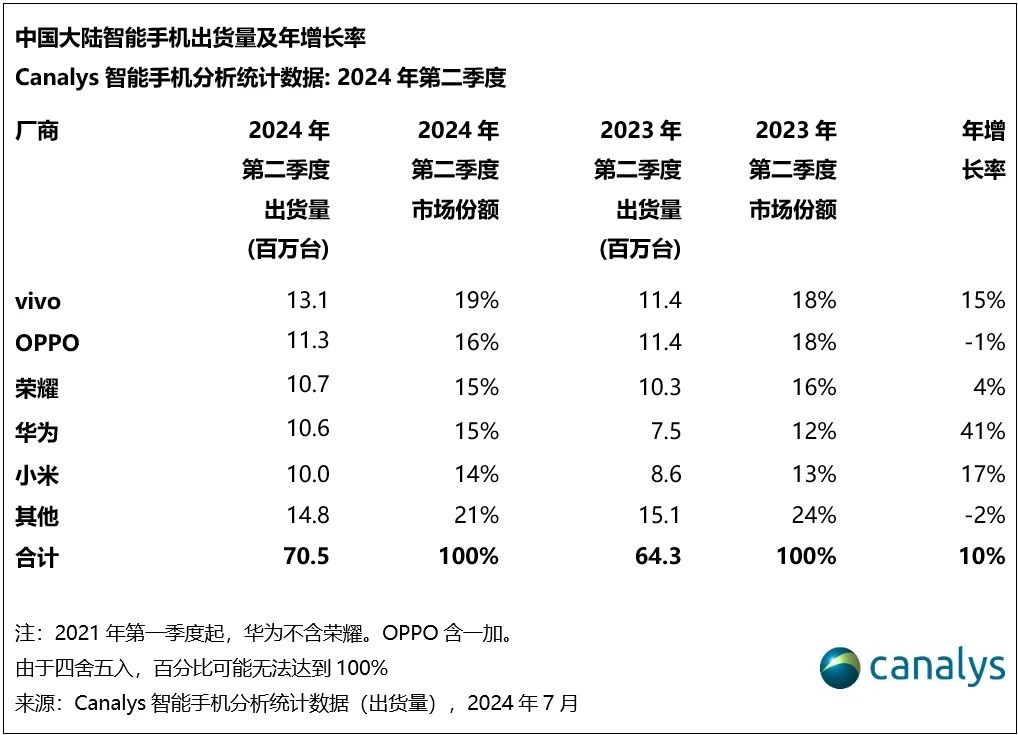 中国大陆智能手机出货量及年增长率
Canalys 智能手机分析统计数据: 2024 年第二季度
厂商 2024 年 2024 年 2023 年 2023 年 年增
第二季度 第二季度 第二季度 第二季度 长率
出货量 市场份额 出货量 市场份额
(百万台) (百万台)
vivo 13.1 19% 11.4 18% 15%
OPPO 11.3 16% 11.4 18% -1%
荣耀 10.7 15% 10.3 16% 4%
华为 10.6 15% 7.5 12% 41%
小米 10.0 14% 8.6 13% 17%
其他 14.8 21% 15.1 24% -2%
合计 70.5 100% 64.3 100% 10%
注：2021 年第一季度起，华为不含荣耀。OPPO 含一加。
由于四舍五入，百分比可能无法达到 100%
来源：Canalys 智能手机分析统计数据（出货量），2024 年 7 月
canalys